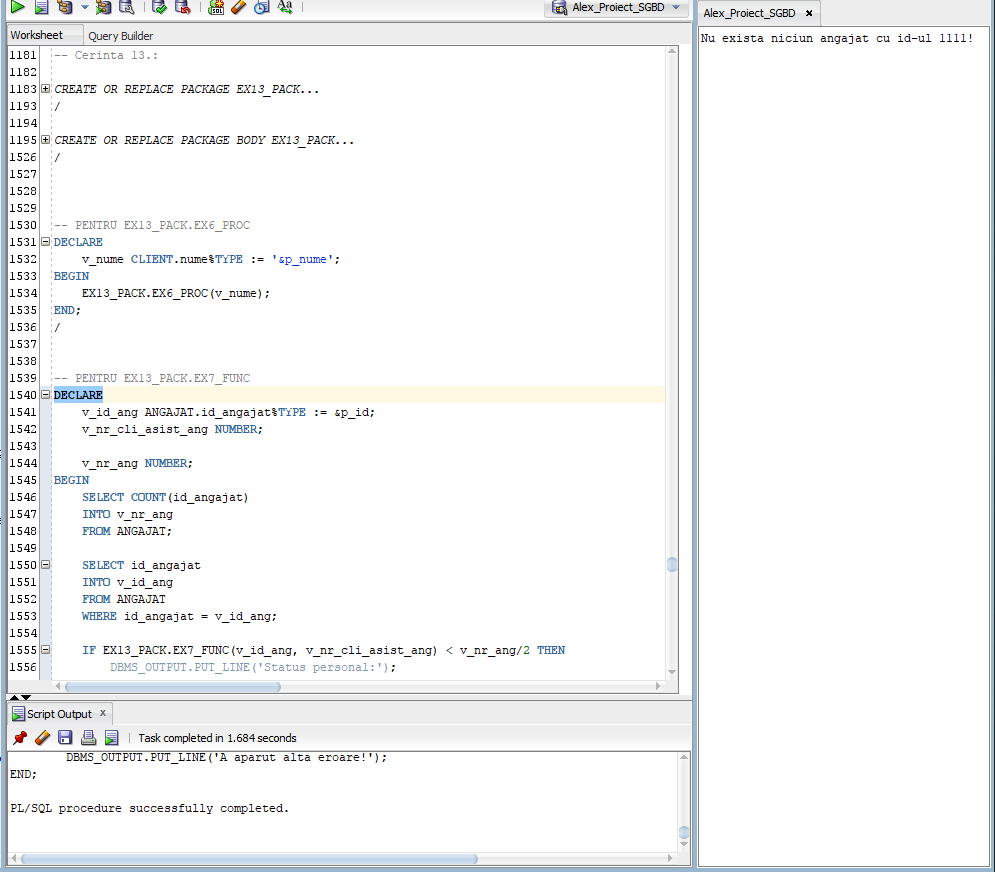 Alex_Proiect_SGBD
Worksheet
Query Builder
1181 -- Cerinta 13.:
1182
1183 CREATE OR REPLACE PACKAGE EX13_PACK...
1193 /
1194
1195 CREATE OR REPLACE PACKAGE BODY EX13_PACK...
1526 /
1527
1528
1529
1530 -- PENTRU EX13_PACK.EX6_PROC
1531 DECLARE
1532 v_nume CLIENT.nume%TYPE := '&p_nume';
1533 BEGIN
1534 EX13_PACK.EX6_PROC(v_nume);
1535 END;
1536 /
1537
1538
1539 -- PENTRU EX13_PACK.EX7_FUNC
1540 DECLARE
1541 v_id_ang ANGAJAT.id_angajat%TYPE := &p_id;
1542 v_nr_cli_asist_ang NUMBER;
1543
1544 v_nr_ang NUMBER;
1545 BEGIN
1546 SELECT COUNT(id_angajat)
1547 INTO v_nr_ang
1548 FROM ANGAJAT;
1549
1550 SELECT id_angajat
1551 INTO v_id_ang
1552 FROM ANGAJAT
1553 WHERE id_angajat = v_id_ang;
1554
1555 IF EX13_PACK.EX7_FUNC(v_id_ang, v_nr_cli_asist_ang) < v_nr_ang/2 THEN
1556 DBMS_OUTPUT.PUT_LINE('Status personal:');
Script Output x
Task completed in 1.684 seconds
DBMS_OUTPUT.PUT_LINE('A aparut alta eroare!');
END;
PL/SQL procedure successfully completed.
Alex_Proiect_SGBD x
Nu exista niciun angajat cu id-ul 1111!